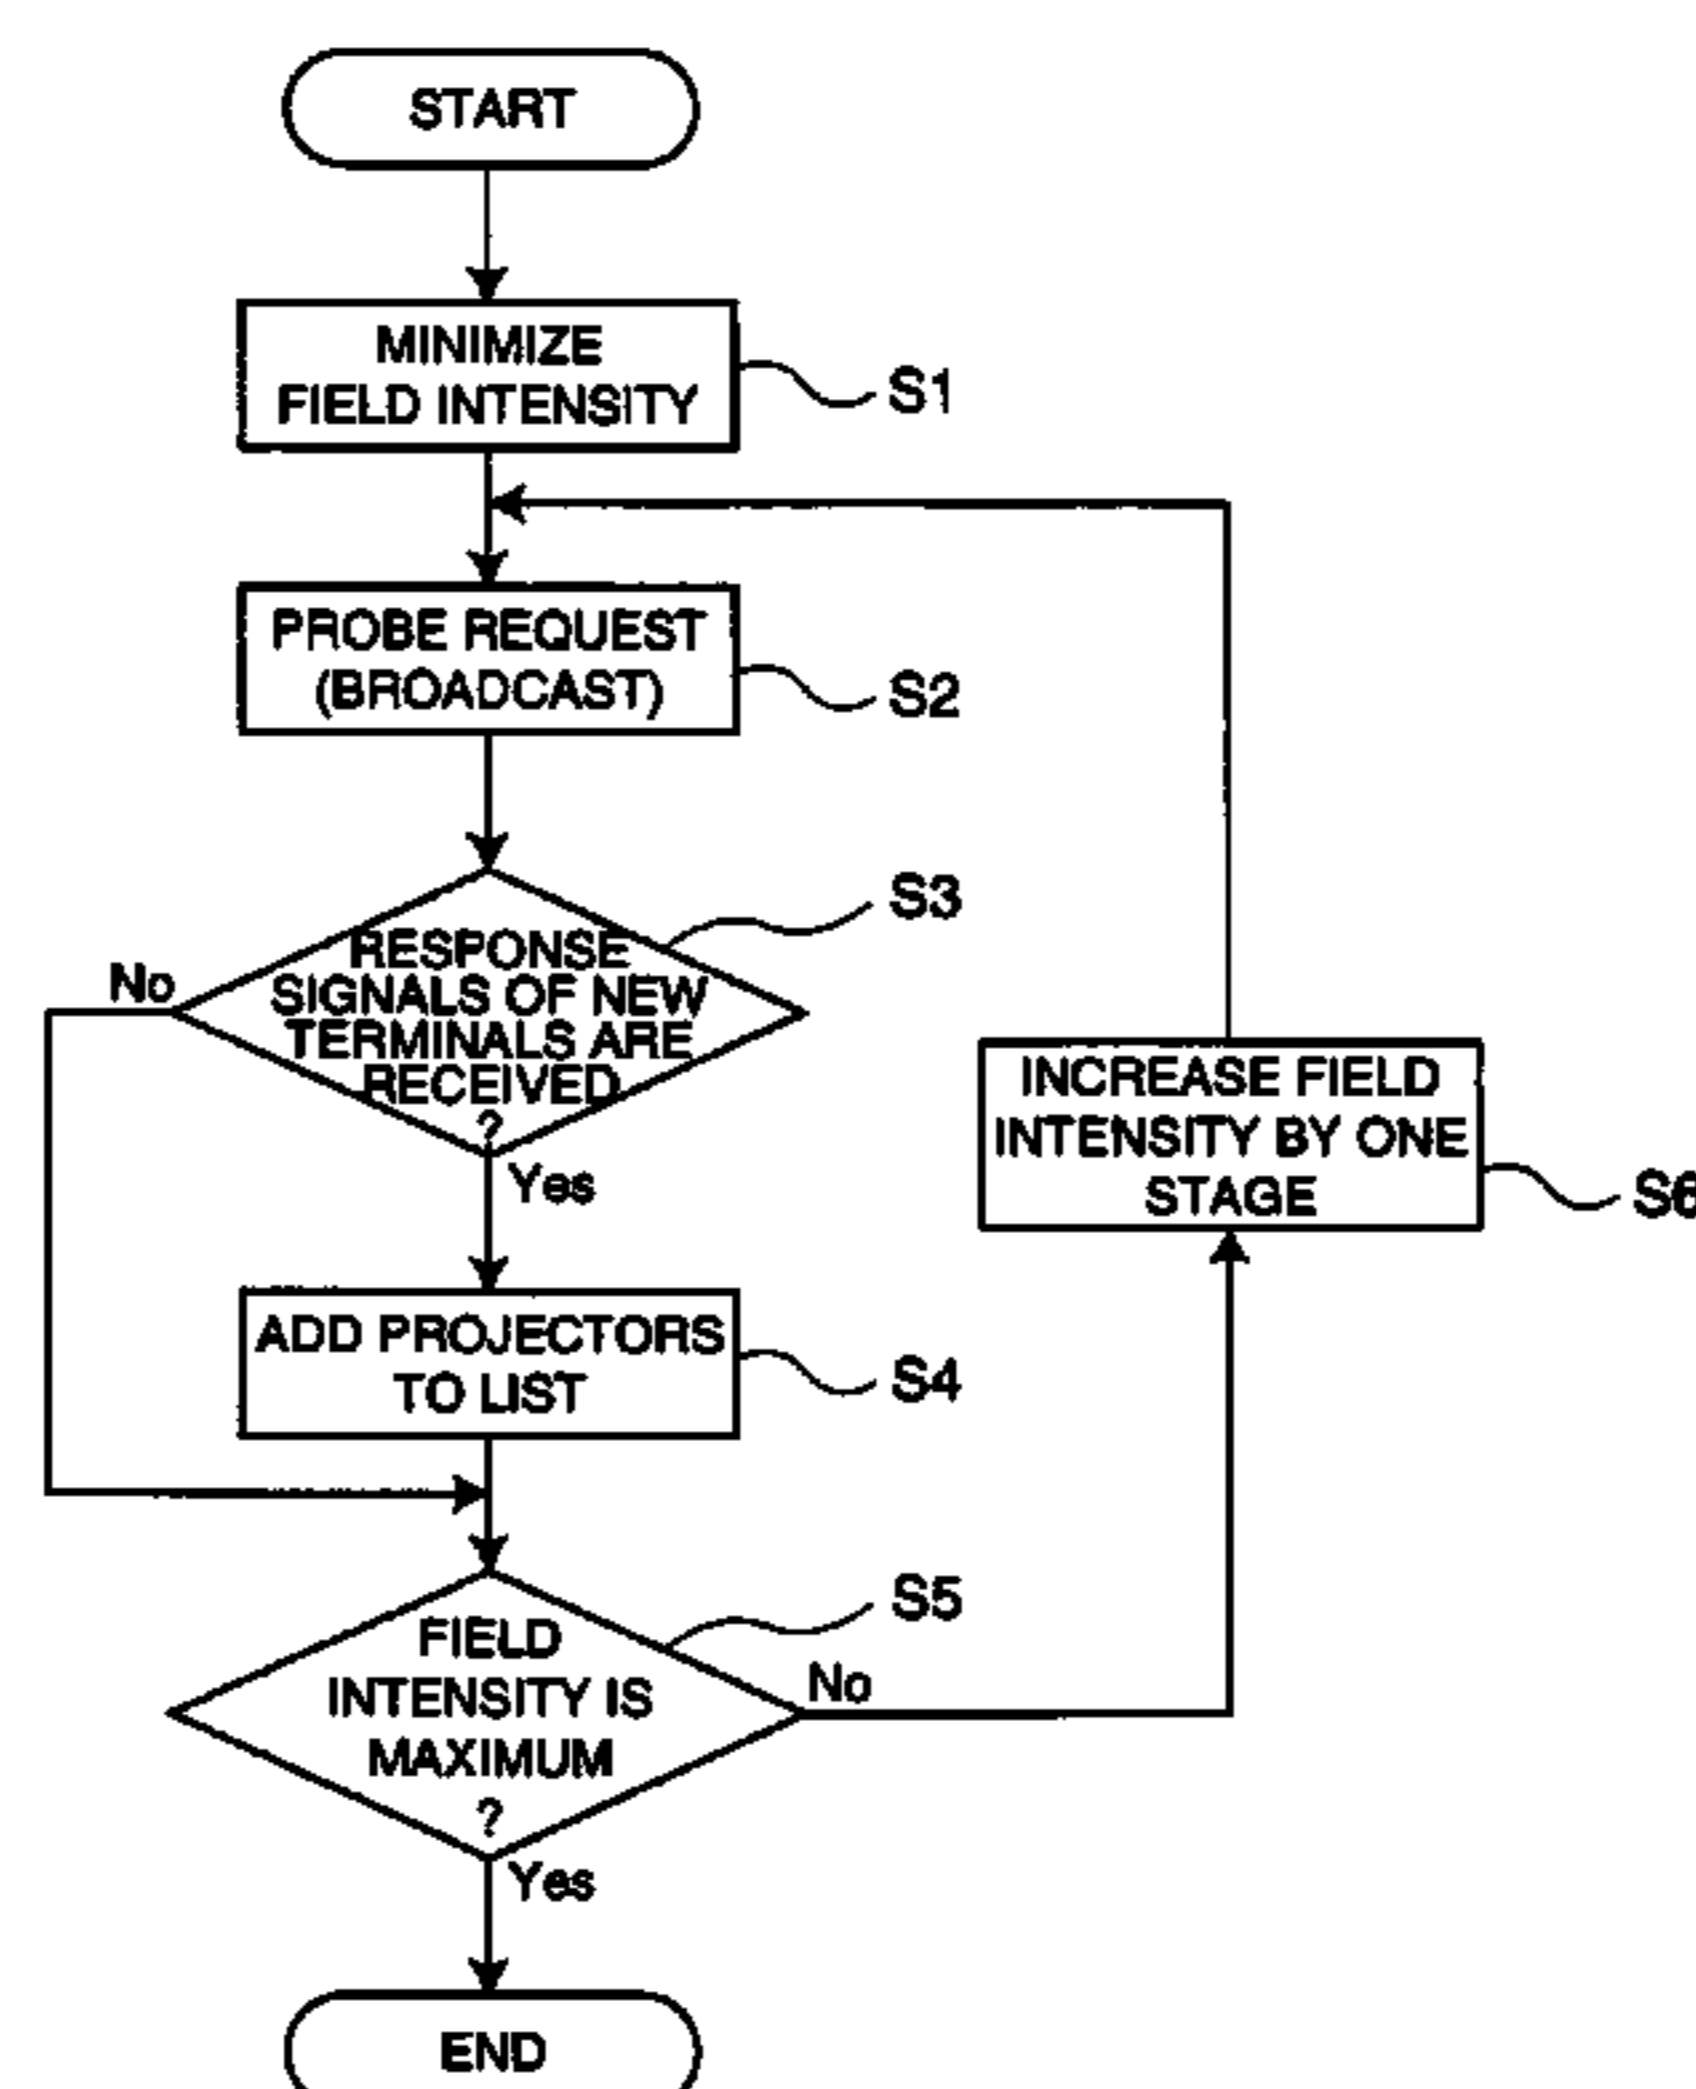 START
MINIMIZE
FIELD INTENSITY
S1
PROBE REQUEST
(BROADCAST)
S2
S3
RESPONSE
SIGNALS OF NEW
TERMINALS ARE
RECEIVED
?
No
Yes
INCREASE FIELD
INTENSITY BY ONE
STAGE
S6
ADD PROJECTORS
TO LIST
S4
S5
FIELD
INTENSITY IS
MAXIMUM
?
No
Yes
END